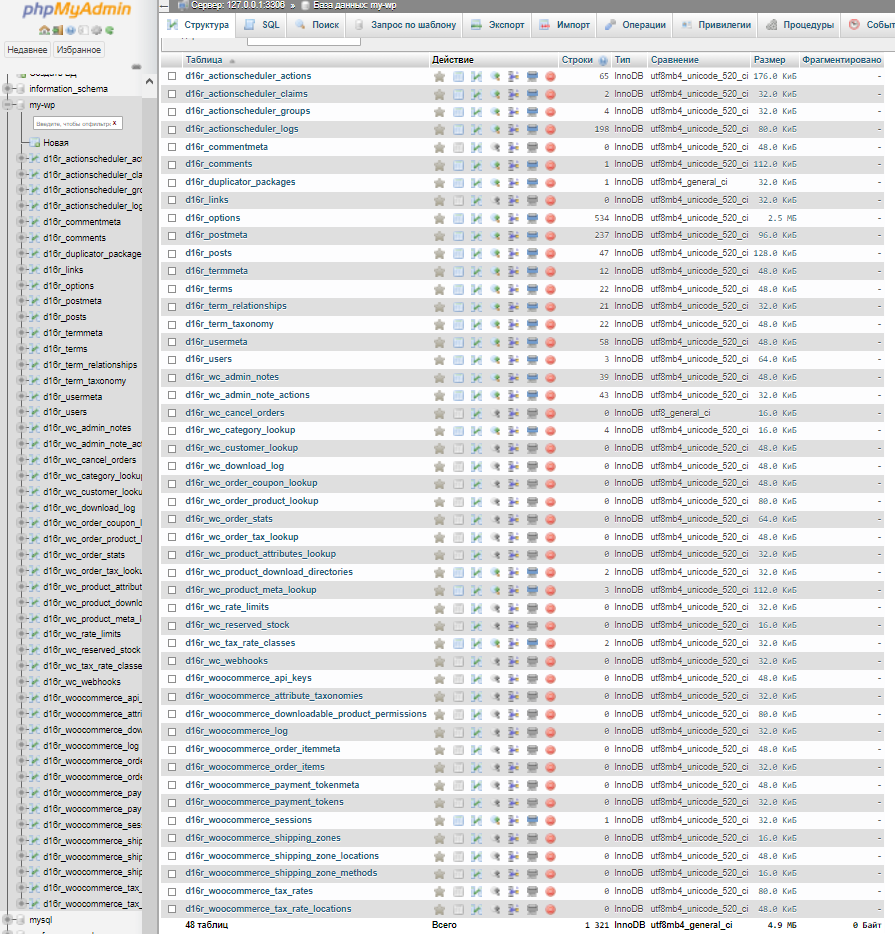 phpMyAdmin
Недавнее Избранное
Создать БД
information_schema
my-wp
Введите, чтобы отфильтр: X
Новая
d16r_actionscheduler_act
d16r_actionscheduler_cla
d16r_actionscheduler_gro
d16r_actionscheduler_log
d16r_commentmeta
d16r_comments
d16r_duplicator_package
d16r_links
d16r_options
d16r_postmeta
d16r_posts
d16r_termmeta
d16r_terms
d16r_term_relationships
d16r_term_taxonomy
d16r_usermeta
d16r_users
d16r_wc_admin_notes
d16r_wc_admin_note_act
d16r_wc_cancel_orders
d16r_wc_category_looku
d16r_wc_customer_looku
d16r_wc_download_log
d16r_wc_order_coupon_l
d16r_wc_order_product_l
d16r_wc_order_stats
d16r_wc_order_tax_looku
d16r_wc_product_attribut
d16r_wc_product_downlo
d16r_wc_product_meta_l
d16r_wc_rate_limits
d16r_wc_reserved_stock
d16r_wc_tax_rate_classe
d16r_wc_webhooks
d16r_woocommerce_api_
d16r_woocommerce_attri
d16r_woocommerce_dow
d16r_woocommerce_log
d16r_woocommerce_orde
d16r_woocommerce_orde
d16r_woocommerce_pay
d16r_woocommerce_pay
d16r_woocommerce_ses
d16r_woocommerce_ship
d16r_woocommerce_ship
d16r_woocommerce_ship
d16r_woocommerce_tax_
d16r_woocommerce_tax_
mysql
Сервер: 127.0.0.1:3306 » База данных: my-wp
Структура SQL Поиск Запрос по шаблону Экспорт Импорт Операции Привилегии Процедуры Событ
Таблица Действие Строки Тип Сравнение Размер Фрагментировано
d16r_actionscheduler_actions 65 InnoDB utf8mb4_unicode_520_ci 176.0 КиБ -
d16r_actionscheduler_claims 2 InnoDB utf8mb4_unicode_520_ci 32.0 КиБ -
d16r_actionscheduler_groups 4 InnoDB utf8mb4_unicode_520_ci 32.0 КиБ -
d16r_actionscheduler_logs 198 InnoDB utf8mb4_unicode_520_ci 80.0 КиБ -
d16r_commentmeta 0 InnoDB utf8mb4_unicode_520_ci 48.0 КиБ -
d16r_comments 1 InnoDB utf8mb4_unicode_520_ci 112.0 КиБ -
d16r_duplicator_packages 1 InnoDB utf8mb4_general_ci 32.0 КиБ -
d16r_links 0 InnoDB utf8mb4_unicode_520_ci 32.0 КиБ -
d16r_options 534 InnoDB utf8mb4_unicode_520_ci 2.5 МБ -
d16r_postmeta 237 InnoDB utf8mb4_unicode_520_ci 96.0 КиБ -
d16r_posts 47 InnoDB utf8mb4_unicode_520_ci 128.0 КиБ -
d16r_termmeta 12 InnoDB utf8mb4_unicode_520_ci 48.0 КиБ -
d16r_terms 22 InnoDB utf8mb4_unicode_520_ci 48.0 КиБ -
d16r_term_relationships 21 InnoDB utf8mb4_unicode_520_ci 32.0 КиБ -
d16r_term_taxonomy 22 InnoDB utf8mb4_unicode_520_ci 48.0 КиБ -
d16r_usermeta 58 InnoDB utf8mb4_unicode_520_ci 48.0 КиБ -
d16r_users 3 InnoDB utf8mb4_unicode_520_ci 64.0 КиБ -
d16r_wc_admin_notes 39 InnoDB utf8mb4_unicode_520_ci 48.0 КиБ -
d16r_wc_admin_note_actions 43 InnoDB utf8mb4_unicode_520_ci 32.0 КиБ -
d16r_wc_cancel_orders 0 InnoDB utf8_general_ci 16.0 КиБ -
d16r_wc_category_lookup 4 InnoDB utf8mb4_unicode_520_ci 16.0 КиБ -
d16r_wc_customer_lookup 0 InnoDB utf8mb4_unicode_520_ci 48.0 КиБ -
d16r_wc_download_log 0 InnoDB utf8mb4_unicode_520_ci 48.0 КиБ -
d16r_wc_order_coupon_lookup 0 InnoDB utf8mb4_unicode_520_ci 48.0 КиБ -
d16r_wc_order_product_lookup 0 InnoDB utf8mb4_unicode_520_ci 80.0 КиБ -
d16r_wc_order_stats 0 InnoDB utf8mb4_unicode_520_ci 64.0 КиБ -
d16r_wc_order_tax_lookup 0 InnoDB utf8mb4_unicode_520_ci 48.0 КиБ -
d16r_wc_product_attributes_lookup 0 InnoDB utf8mb4_unicode_520_ci 32.0 КиБ -
d16r_wc_product_download_directories 2 InnoDB utf8mb4_unicode_520_ci 32.0 КиБ -
d16r_wc_product_meta_lookup 3 InnoDB utf8mb4_unicode_520_ci 112.0 КиБ -
d16r_wc_rate_limits 0 InnoDB utf8mb4_unicode_520_ci 32.0 КиБ -
d16r_wc_reserved_stock 0 InnoDB utf8mb4_unicode_520_ci 16.0 КиБ -
d16r_wc_tax_rate_classes 2 InnoDB utf8mb4_unicode_520_ci 32.0 КиБ -
d16r_wc_webhooks 0 InnoDB utf8mb4_unicode_520_ci 32.0 КиБ -
d16r_woocommerce_api_keys 0 InnoDB utf8mb4_unicode_520_ci 48.0 КиБ -
d16r_woocommerce_attribute_taxonomies 0 InnoDB utf8mb4_unicode_520_ci 32.0 КиБ -
d16r_woocommerce_downloadable_product_permissions 0 InnoDB utf8mb4_unicode_520_ci 80.0 КиБ -
d16r_woocommerce_log 0 InnoDB utf8mb4_unicode_520_ci 32.0 КиБ -
d16r_woocommerce_order_itemmeta 0 InnoDB utf8mb4_unicode_520_ci 48.0 КиБ -
d16r_woocommerce_order_items 0 InnoDB utf8mb4_unicode_520_ci 32.0 КиБ -
d16r_woocommerce_payment_tokenmeta 0 InnoDB utf8mb4_unicode_520_ci 48.0 КиБ -
d16r_woocommerce_payment_tokens 0 InnoDB utf8mb4_unicode_520_ci 32.0 КиБ -
d16r_woocommerce_sessions 1 InnoDB utf8mb4_unicode_520_ci 32.0 КиБ -
d16r_woocommerce_shipping_zones 0 InnoDB utf8mb4_unicode_520_ci 16.0 КиБ -
d16r_woocommerce_shipping_zone_locations 0 InnoDB utf8mb4_unicode_520_ci 48.0 КиБ -
d16r_woocommerce_shipping_zone_methods 0 InnoDB utf8mb4_unicode_520_ci 16.0 КиБ -
d16r_woocommerce_tax_rates 0 InnoDB utf8mb4_unicode_520_ci 80.0 КиБ -
d16r_woocommerce_tax_rate_locations 0 InnoDB utf8mb4_unicode_520_ci 48.0 КиБ -
48 таблиц Всего 1 321 InnoDB utf8mb4_general_ci 4.9 МБ 0 Байт